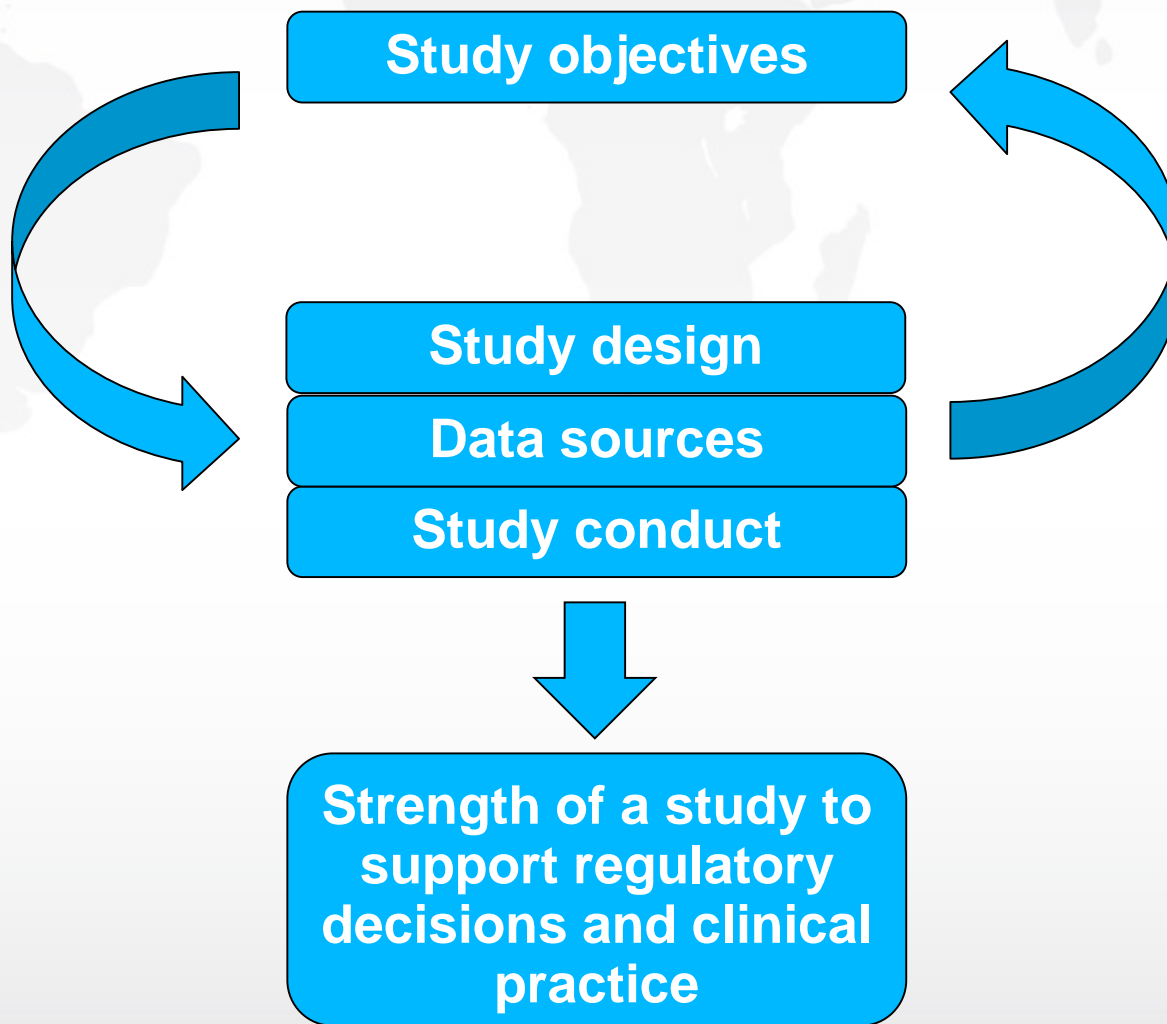 Study objectives
Study design
Data sources
Study conduct
Strength of a study to
support regulatory
decisions and clinical
practice